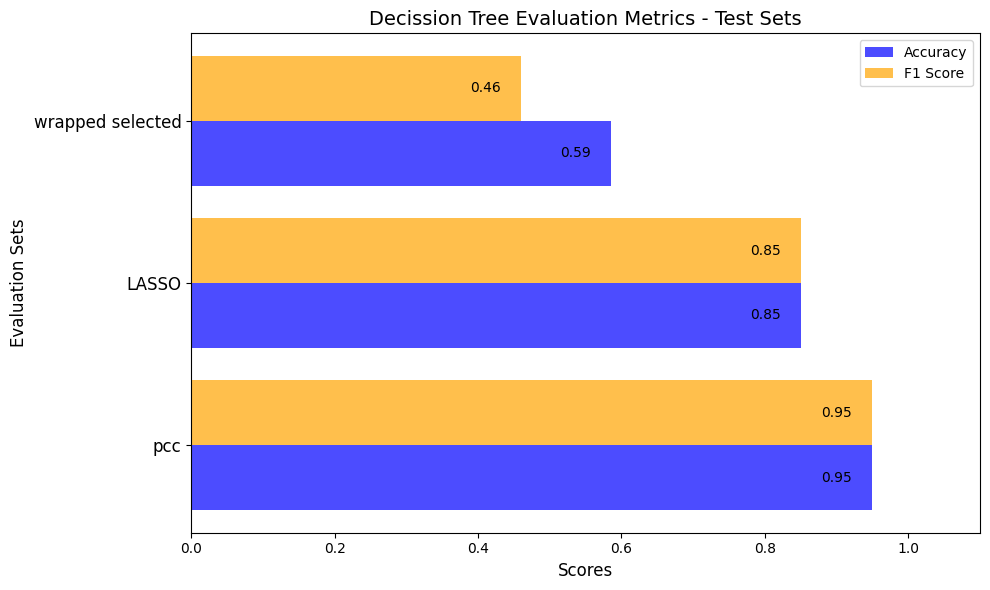 Decission Tree Evaluation Metrics - Test Sets
Accuracy
F1 Score
Evaluation Sets
wrapped selected
0.46
0.59
LASSO
0.85
0.85
pcc
0.95
0.95
0.0 0.2 0.4 0.6 0.8 1.0
Scores